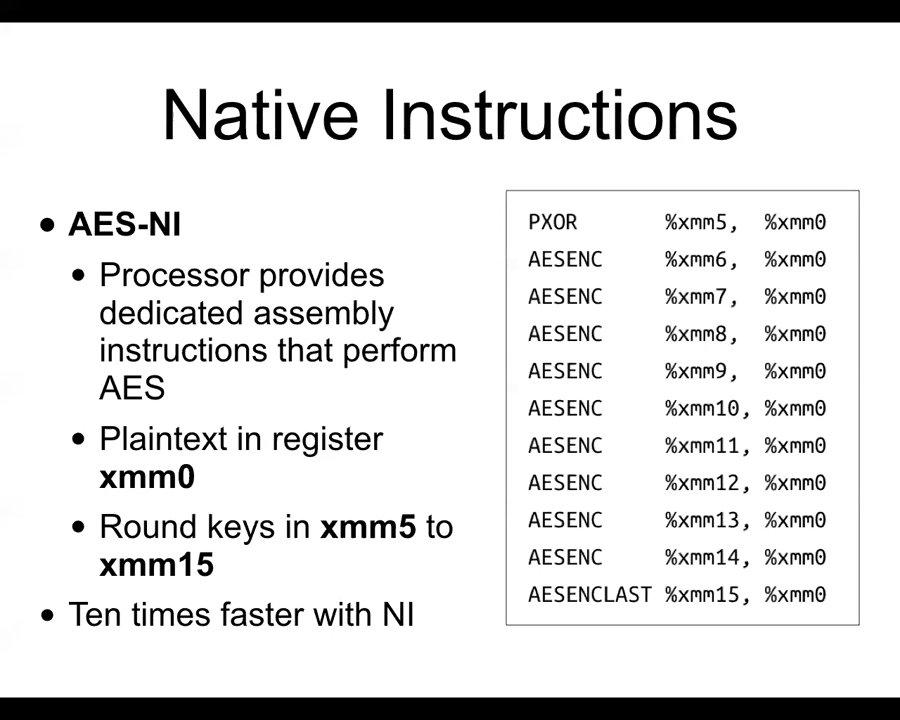 Native Instructions
• AES-NI
• Processor provides
dedicated assembly
instructions that perform
AES
• Plaintext in register
xmm0
• Round keys in xmm5 to
xmm15
• Ten times faster with NI
PXOR %xmm5, %xmm0
AESENC %xmm6, %xmm0
AESENC %xmm7, %xmm0
AESENC %xmm8, %xmm0
AESENC %xmm9, %xmm0
AESENC %xmm10, %xmm0
AESENC %xmm11, %xmm0
AESENC %xmm12, %xmm0
AESENC %xmm13, %xmm0
AESENC %xmm14, %xmm0
AESENCLAST %xmm15, %xmm0